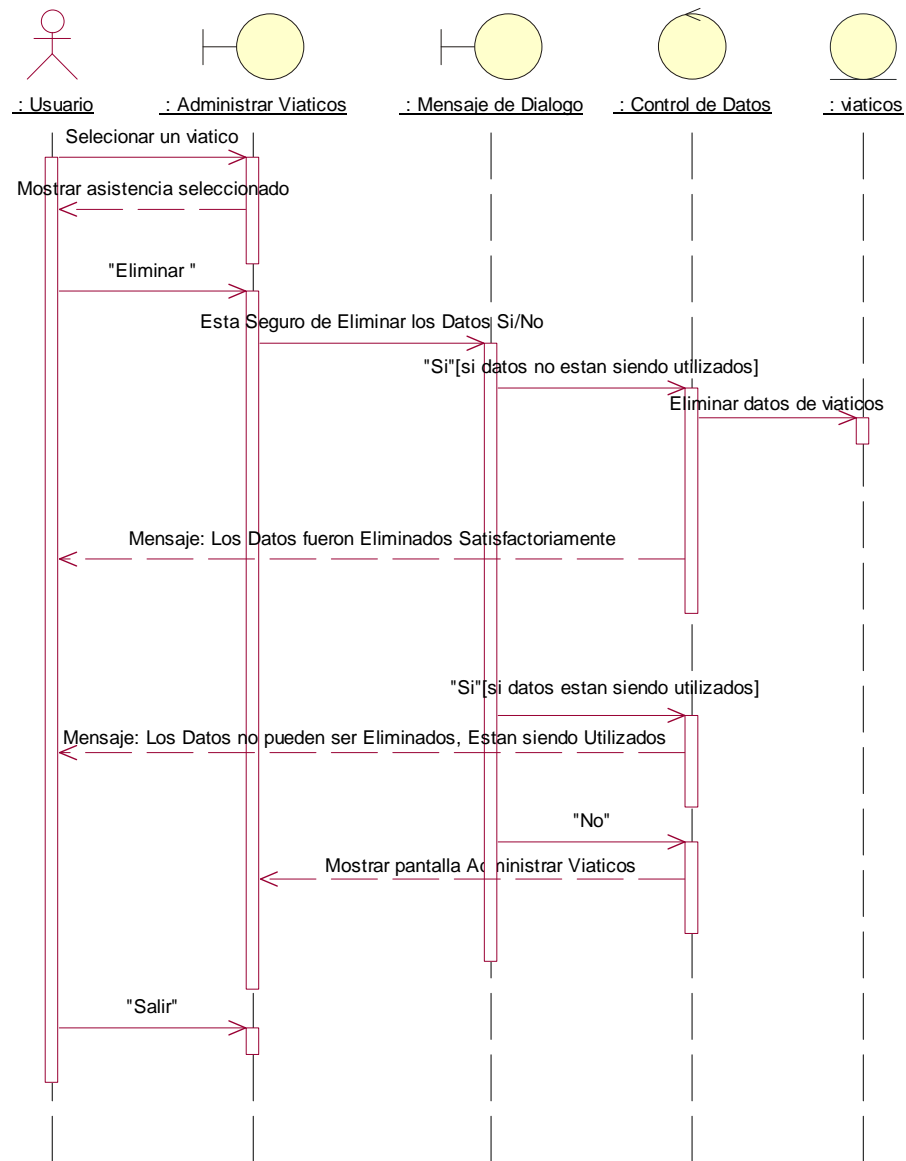 : Usuario
: Administrar Viaticos
: Mensaje de Dialogo
: Control de Datos
: viaticos
Selecionar un viatico
Mostrar asistencia seleccionado
"Eliminar "
Esta Seguro de Eliminar los Datos Si/No
"Si"[si datos no estan siendo utilizados]
Eliminar datos de viaticos
Mensaje: Los Datos fueron Eliminados Satisfactoriamente
"Si"[si datos estan siendo utilizados]
Mensaje: Los Datos no pueden ser Eliminados, Estan siendo Utilizados
"No"
Mostrar pantalla Administrar Viaticos
"Salir"